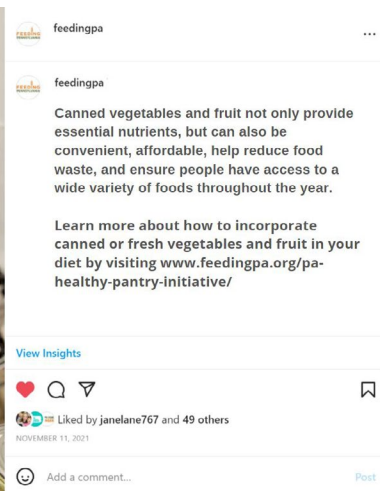 feedingpa
feedingpa
Canned vegetables and fruit not only provide
essential nutrients, but can also be
convenient, affordable, help reduce food
waste, and ensure people have access to a
wide variety of foods throughout the year.
Learn more about how to incorporate
canned or fresh vegetables and fruit in your
diet by visiting www.feedingpa.org/pa-
healthy-pantry-initiative/
View Insights
Liked by janelane767 and 49 others
NOVEMBER 11, 2021
Add a comment... Post